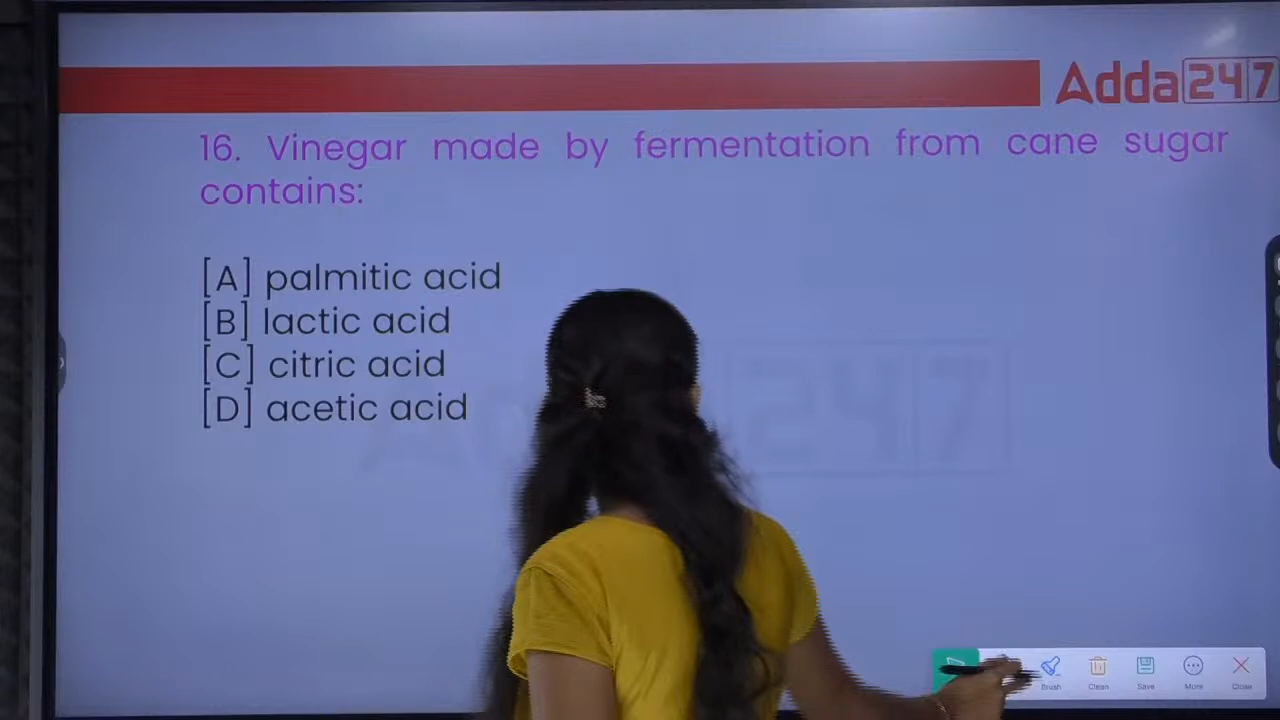 Adda247
16. Vinegar made by fermentation from cane sugar
contains:
[A] palmitic acid
[B] lactic acid
[C] citric acid
[D] acetic acid
247
Brush Clean Save More Close